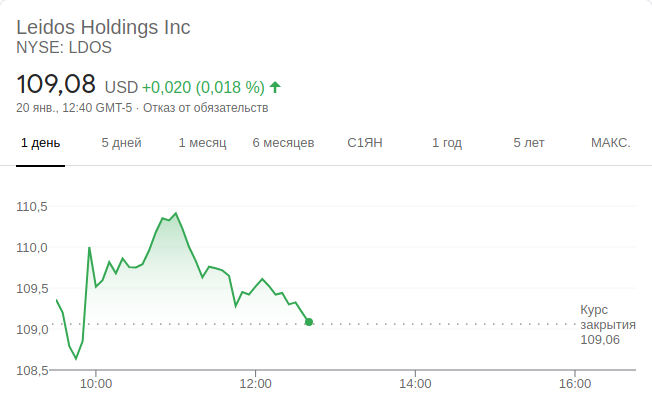 Leidos Holdings Inc
NYSE: LDOS
109,08 USD +0,020 (0,018 %)
20 янв., 12:40 GMT-5 · Отказ от обязательств
1 день 5 дней 1 месяц 6 месяцев С1ЯН 1 год 5 лет МАКС.
110,5
110,0
109,5
109,0
108,5
Курс
закрытия
109,06
10:00 12:00 14:00 16:00